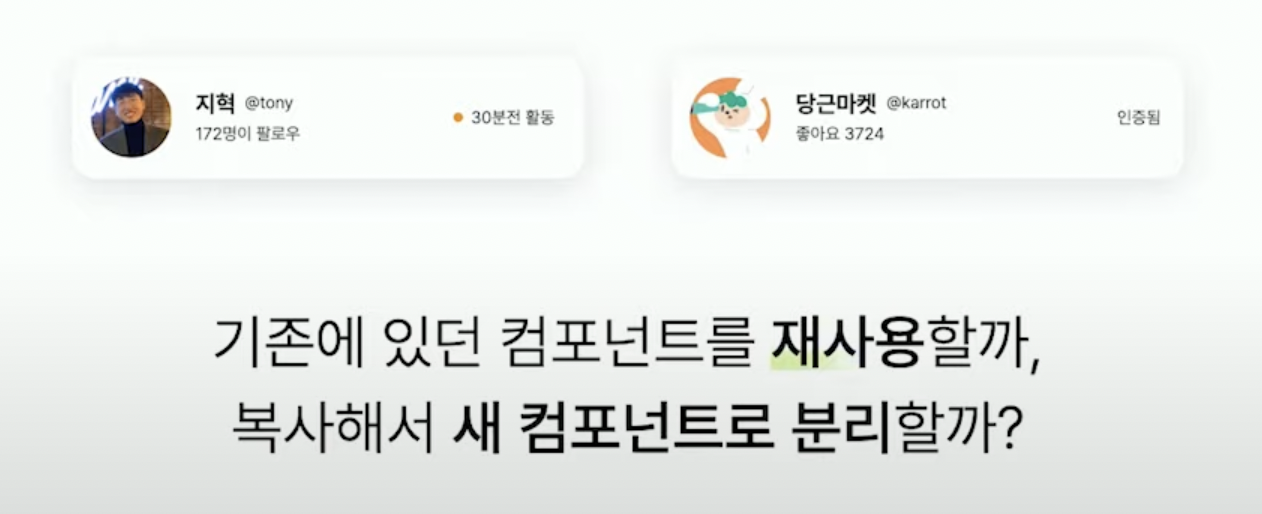 지혁 @tony
172명이 팔로우
30분전 활동
당근마켓 @karrot
좋아요 3724
인증됨
기존에 있던 컴포넌트를 재사용할까,
복사해서 새 컴포넌트로 분리할까?